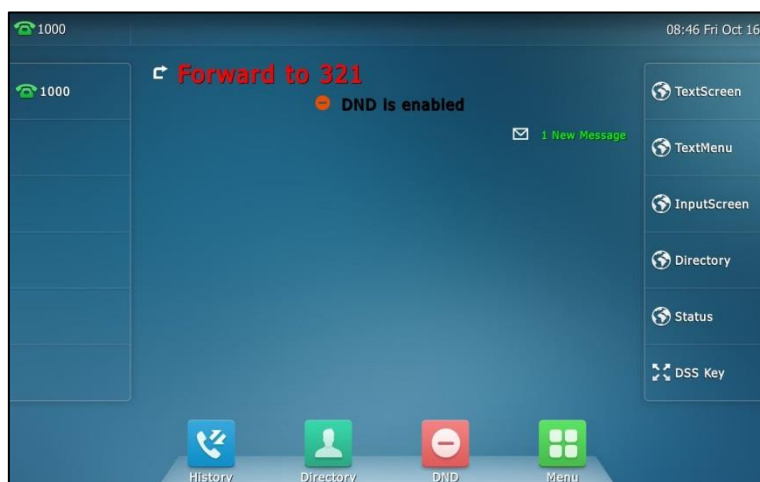 1000
08:46 Fri Oct 16
1000
Forward to 321
DND is enabled
1 New Message
TextScreen
TextMenu
InputScreen
Directory
Status
DSS Key
History
Directory
DND
Menu